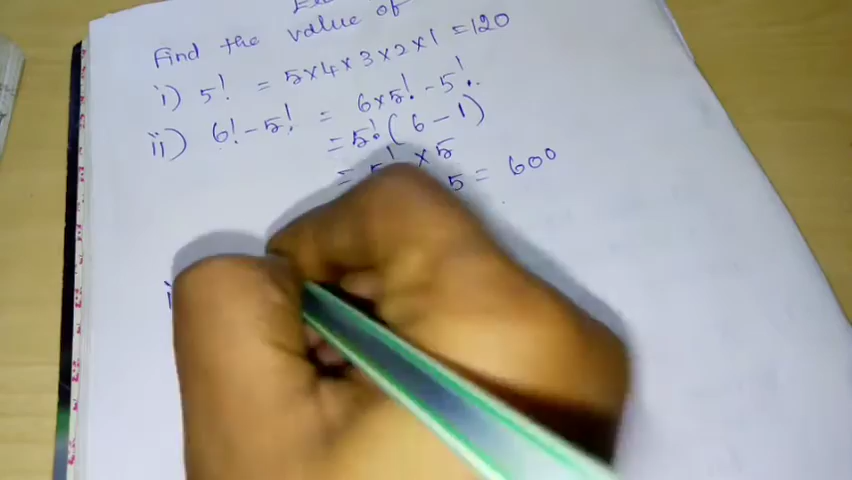 Find the value of
i) 5! = 5×4×3×2×1 = 120
ii) 6! - 5! = 6×5! - 5!
= 5! (6 - 1)
= 5! × 5
5 = 600